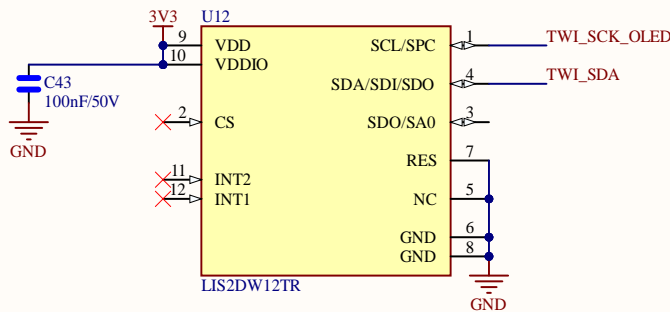 3V3
U12
9
VDD
SCL/SPC
1
TWI_SCK_OLED
10
VDDIO
C43
100nF/50V
SDA/SDI/SDO
4
TWI_SDA
2
CS
SDO/SA0
3
GND
RES
7
11
INT2
12
INT1
NC
5
GND
6
GND
8
LIS2DW12TR
GND